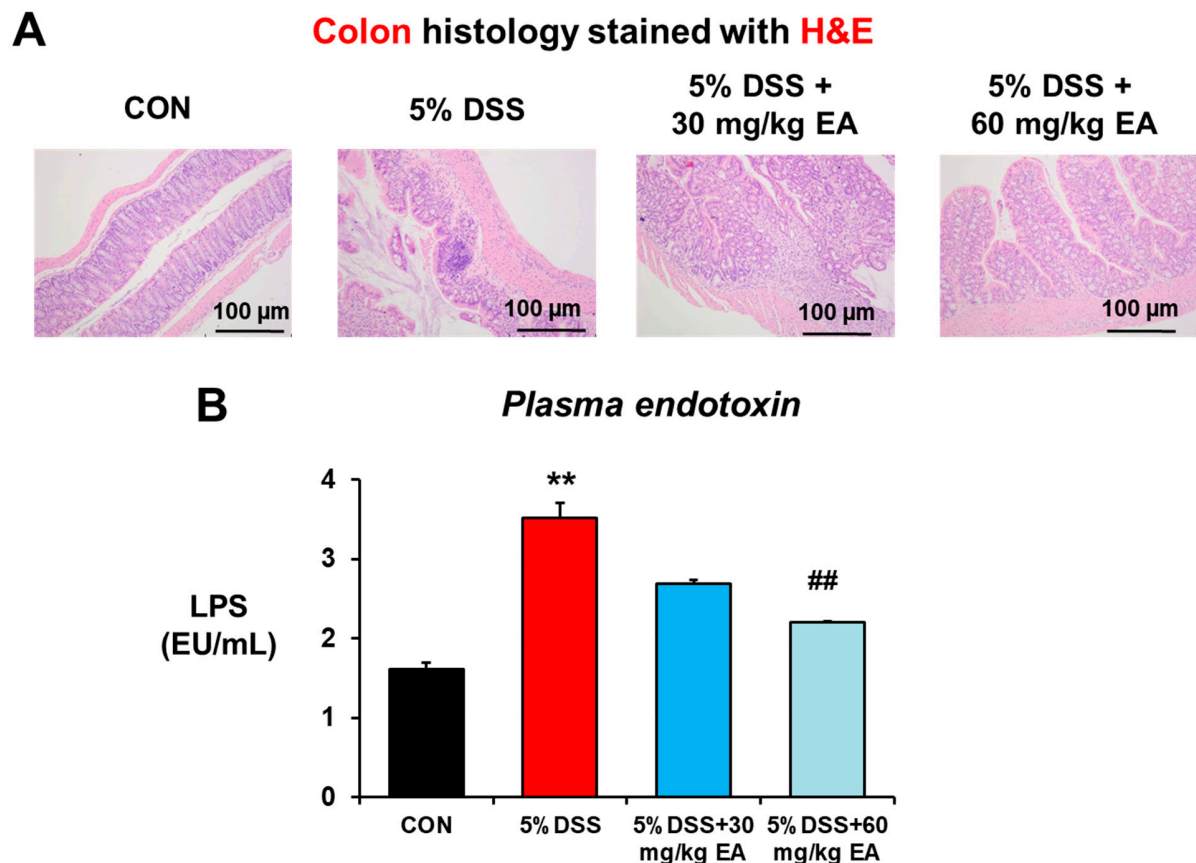 A
Colon histology stained with H&E
CON
5% DSS
5% DSS +
30 mg/kg EA
5% DSS +
60 mg/kg EA
100 µm
100 µm
100 µm
100 µm
B
Plasma endotoxin
LPS
(EU/mL)
4
3
2
1
0
**
##
CON
5% DSS
5% DSS+30
mg/kg EA
5% DSS+60
mg/kg EA